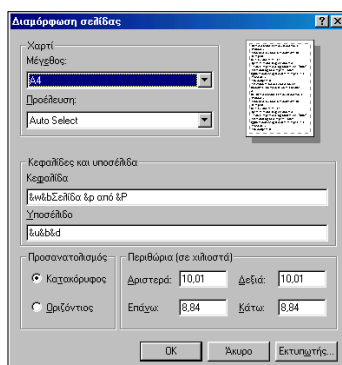 Διαμόρφωση σελίδας
Χαρτί
Μέγεθος:
A4
Προέλευση:
Auto Select
Κεφαλίδες και υποσέλιδα
Κεφαλίδα
&w&bΣελίδα &p από &P
Υποσέλιδο
&u&b&d
Προσανατολισμός
Περιθώρια (σε χιλιοστά)
Κατακόρυφος
Αριστερά: 10,01 Δεξιά: 10,01
Οριζόντιος
Επάνω: 8,84 Κάτω: 8,84
OK Άκυρο Εκτυπωτής...